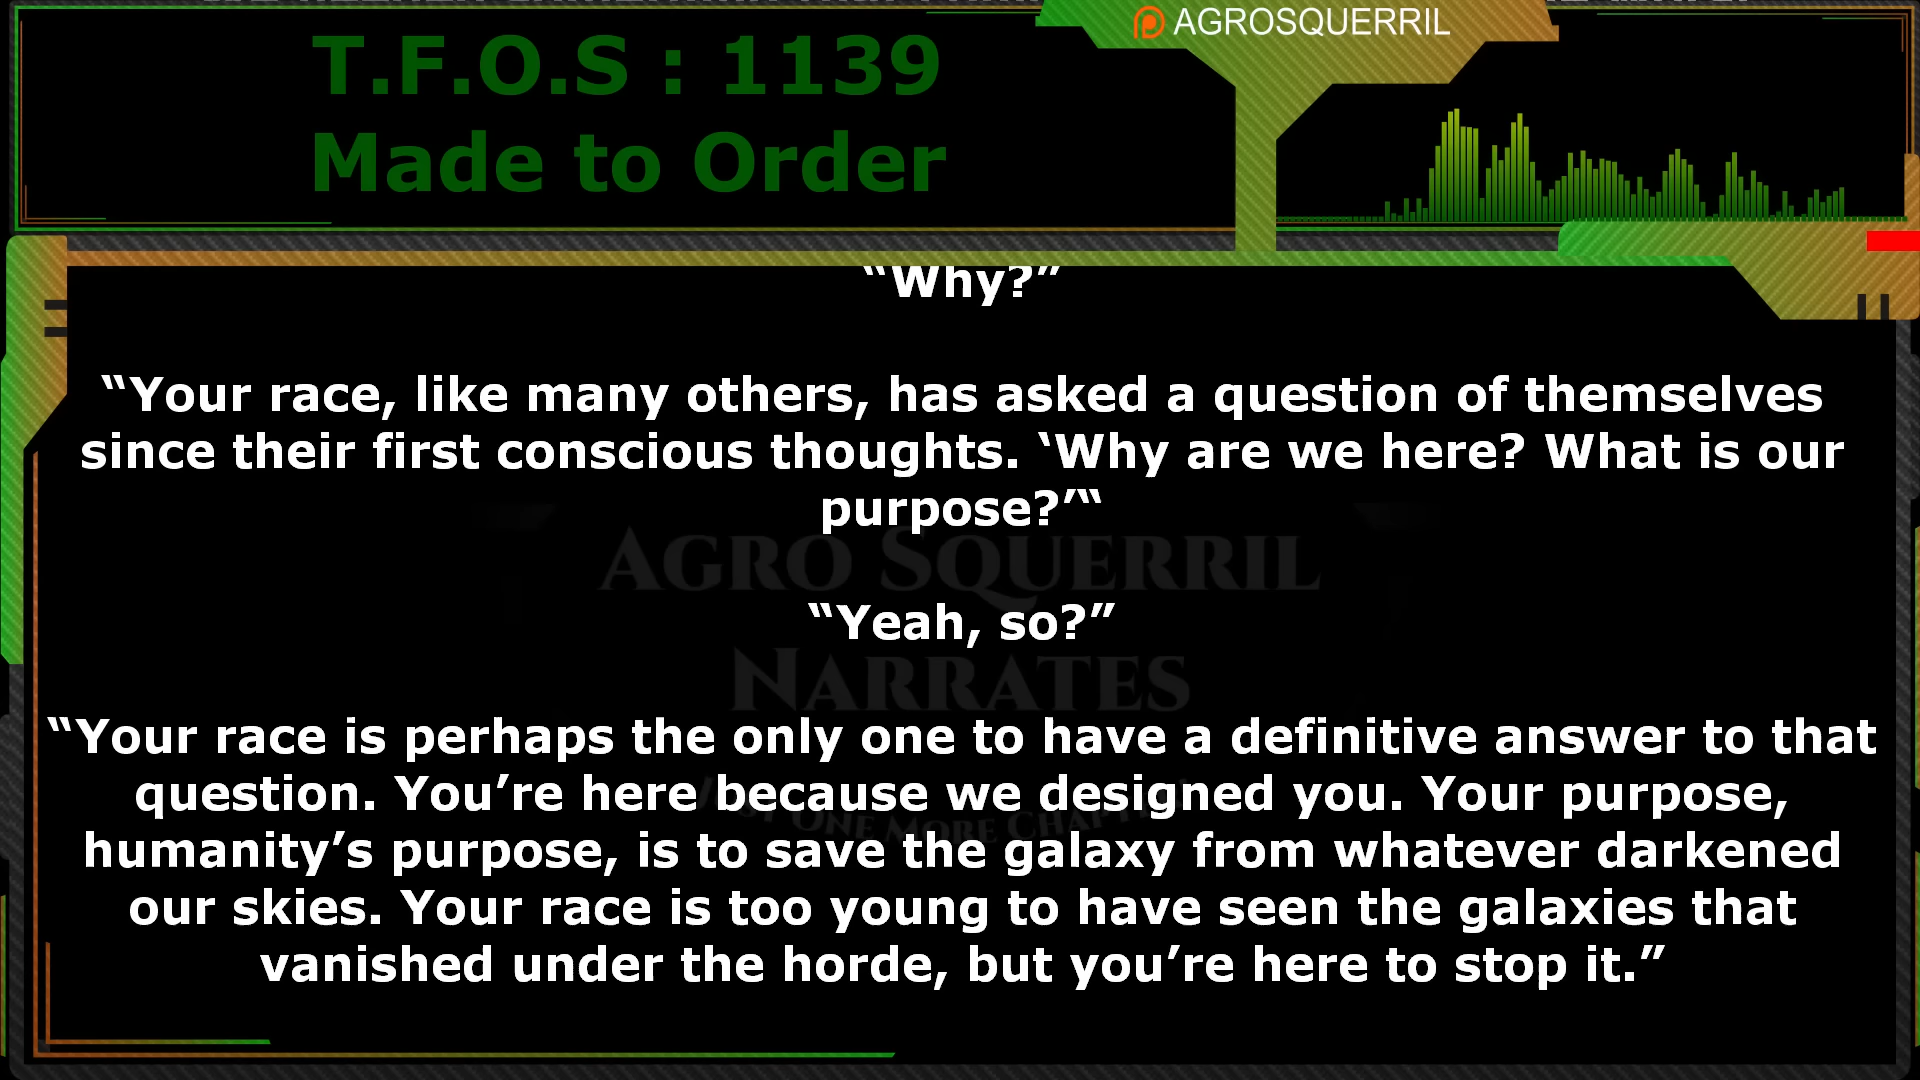 AGROSQUERRIL
T.F.O.S : 1139
Made to Order
“Why?”
“Your race, like many others, has asked a question of themselves
since their first conscious thoughts. ‘Why are we here? What is our
purpose?’“
AGRO SQUERRIL
“Yeah, so?”
NARRATES
“Your race is perhaps the only one to have a definitive answer to that
question. You’re here because we designed you. Your purpose,
ONE MORE
humanity’s purpose, is to save the galaxy from whatever darkened
our skies. Your race is too young to have seen the galaxies that
vanished under the horde, but you’re here to stop it.”